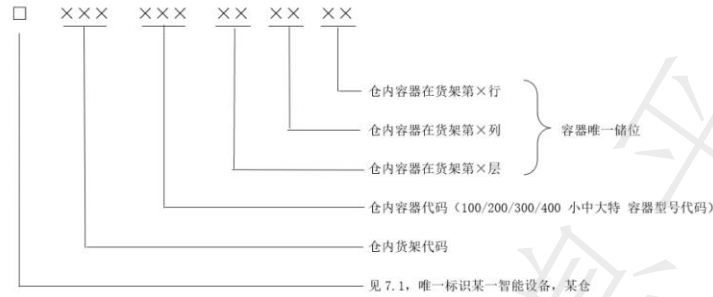 □ ××× ××× ×× ×× ××
仓内容器在货架第×行
仓内容器在货架第×列
容器唯一储位
仓内容器在货架第×层
仓内容器代码（100/200/300/400 小中大特 容器型号代码）
仓内货架代码
见 7.1，唯一标识某一智能设备，某仓